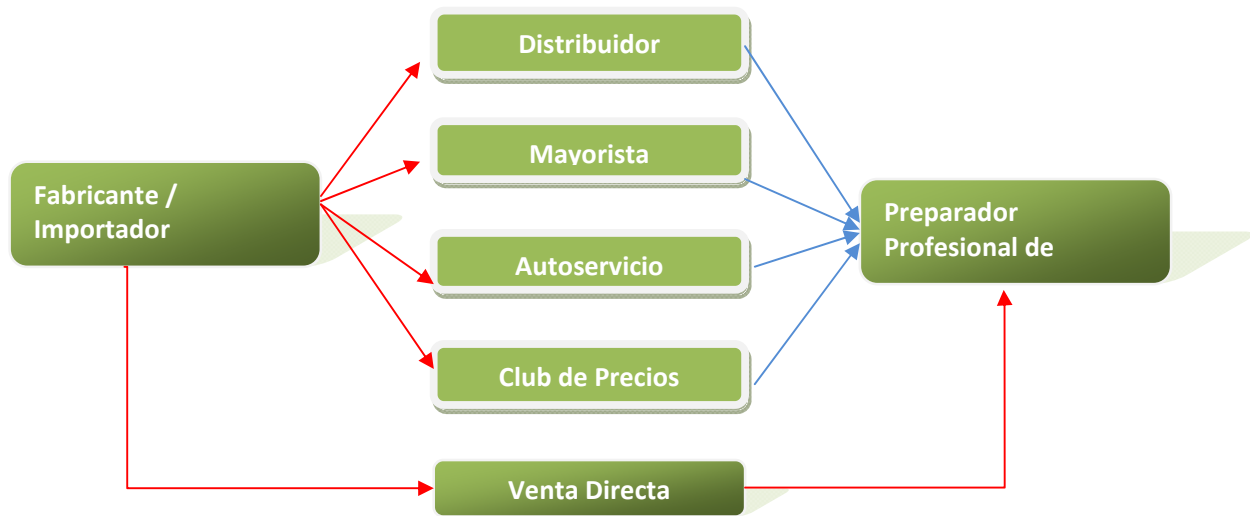 Distribuidor
Mayorista
Fabricante /
Importador
Preparador
Profesional de
Autoservicio
Club de Precios
Venta Directa